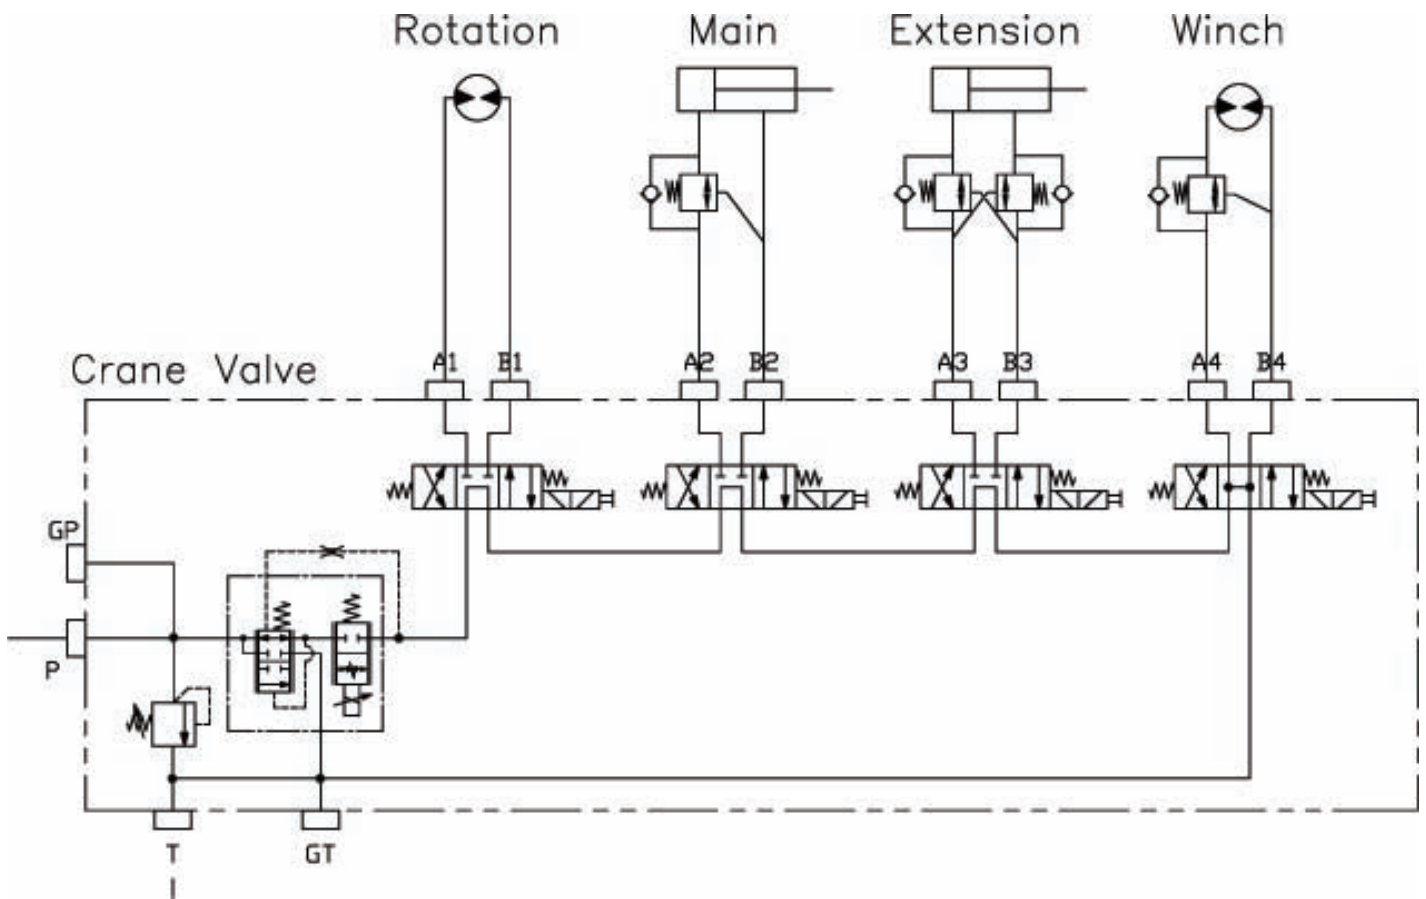 Rotation Main Extension Winch
Crane Valve
A1 B1 A2 B2 A3 B3 A4 B4
GP
P
T GT